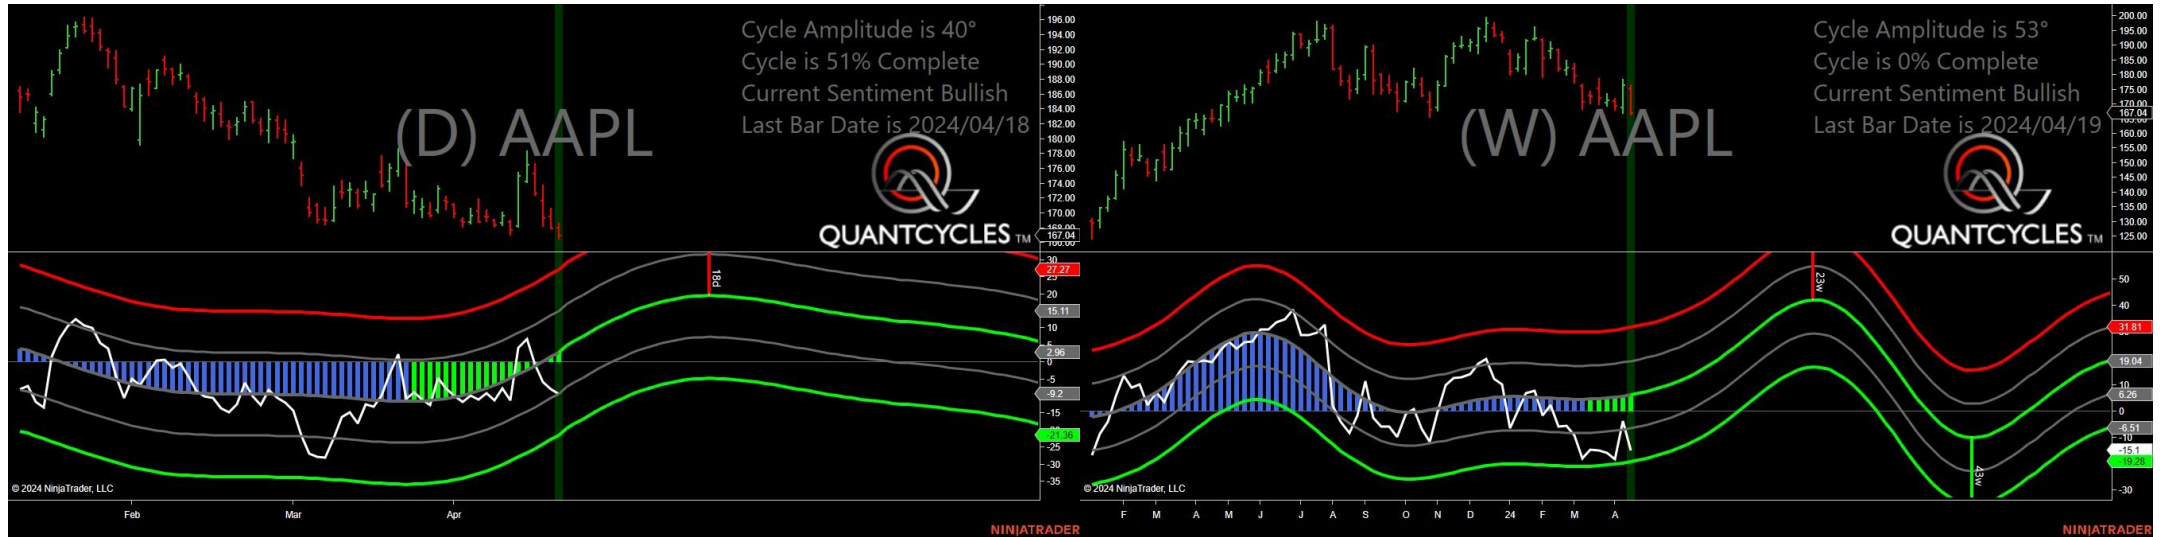 Cycle Amplitude is 40°
Cycle is 51% Complete
Current Sentiment Bullish
Last Bar Date is 2024/04/18
(D) AAPL
QUANTCYCLES TM
196.00
194.00
192.00
190.00
188.00
186.00
184.00
182.00
180.00
178.00
176.00
174.00
172.00
170.00
167.04
18d
30
27.27
20
15.11
10
5
2.96
0
-5
-9.2
-15
-21.36
-25
-30
-35
© 2024 NinjaTrader, LLC
Feb Mar Apr
NINJATRADER
Cycle Amplitude is 53°
Cycle is 0% Complete
Current Sentiment Bullish
Last Bar Date is 2024/04/19
(W) AAPL
QUANTCYCLES TM
200.00
195.00
190.00
185.00
180.00
175.00
170.00
167.04
160.00
155.00
150.00
145.00
140.00
135.00
130.00
125.00
23w
43w
50
40
31.81
19.04
10
6.26
0
-6.51
-10
-15.1
-19.28
-30
© 2024 NinjaTrader, LLC
F M A M J J A S O N D 24 F M A
NINJATRADER